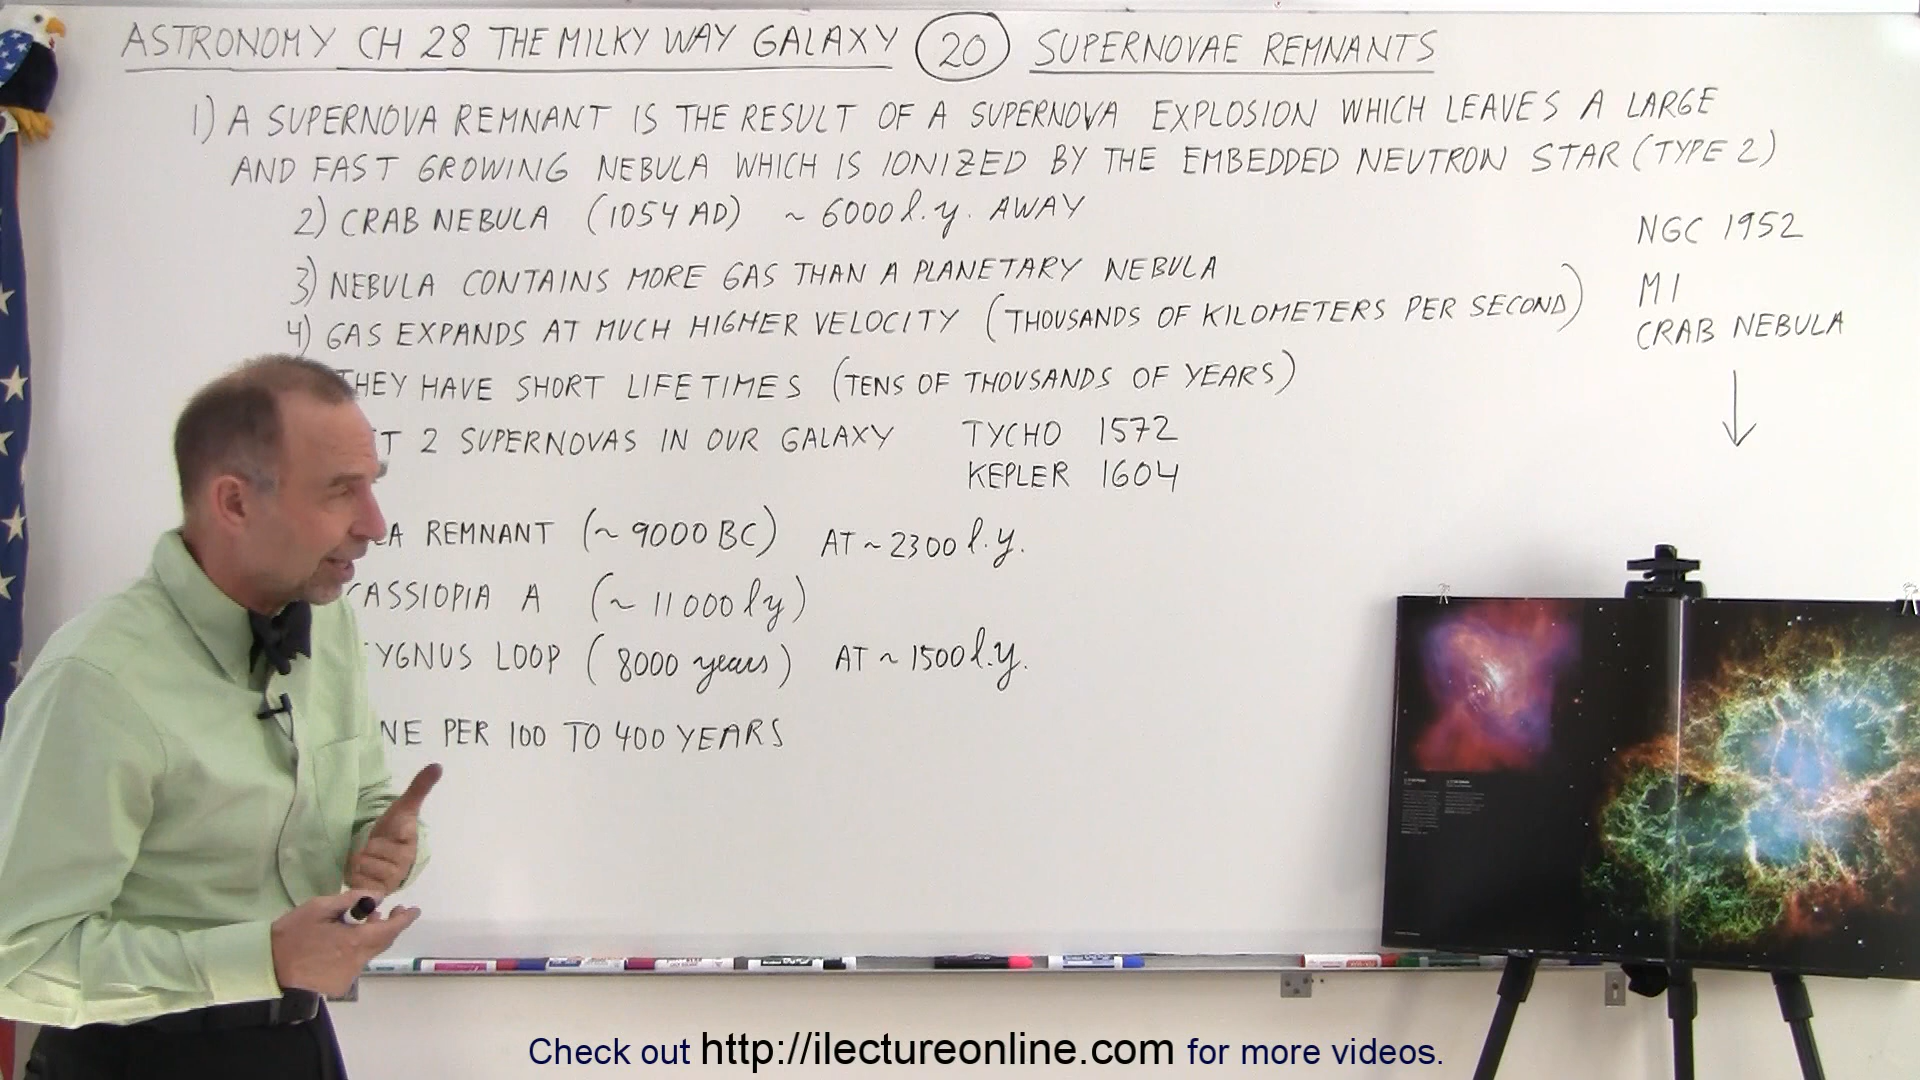 ASTRONOMY CH 28 THE MILKY WAY GALAXY 20 SUPERNOVAE REMNANTS
1) A SUPERNOVA REMNANT IS THE RESULT OF A SUPERNOVA EXPLOSION WHICH LEAVES A LARGE
AND FAST GROWING NEBULA WHICH IS IONIZED BY THE EMBEDDED NEUTRON STAR (TYPE 2)
2) CRAB NEBULA (1054 AD) ~ 6000 l.y. AWAY
3) NEBULA CONTAINS MORE GAS THAN A PLANETARY NEBULA
4) GAS EXPANDS AT MUCH HIGHER VELOCITY (THOUSANDS OF KILOMETERS PER SECOND)
THEY HAVE SHORT LIFETIMES (TENS OF THOUSANDS OF YEARS)
T 2 SUPERNOVAS IN OUR GALAXY TYCHO 1572
KEPLER 1604
LA REMNANT (~ 9000 BC) AT ~ 2300 l.y.
CASSIOPIA A (~ 11000 ly)
CYGNUS LOOP (8000 years) AT ~ 1500 l.y.
NE PER 100 TO 400 YEARS
NGC 1952
M1
CRAB NEBULA
Check out http://ilectureonline.com for more videos.